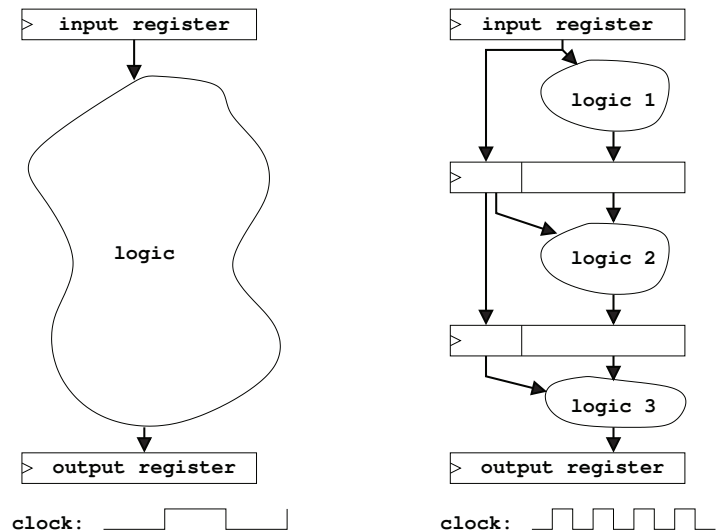 input register
logic
output register
clock:
input register
logic 1
logic 2
logic 3
output register
clock: